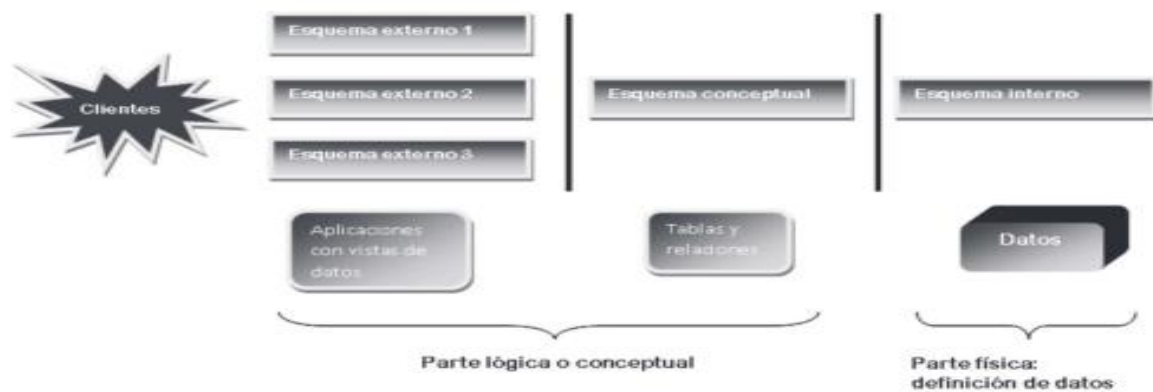 Esquema externo 1
Clientes
Esquema externo 2
Esquema conceptual
Esquema interno
Esquema externo 3
Aplicaciones
con vistas de
datos
Tablas y
relaciones
Datos
Parte lógica o conceptual
Parte física:
definición de datos